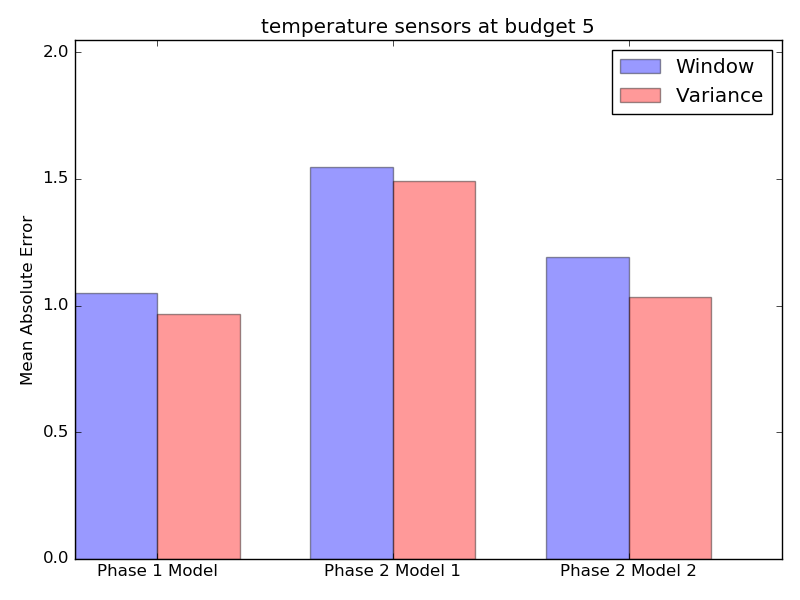 temperature sensors at budget 5
Window
Variance
Mean Absolute Error
2.0
1.5
1.0
0.5
0.0
Phase 1 Model
Phase 2 Model 1
Phase 2 Model 2